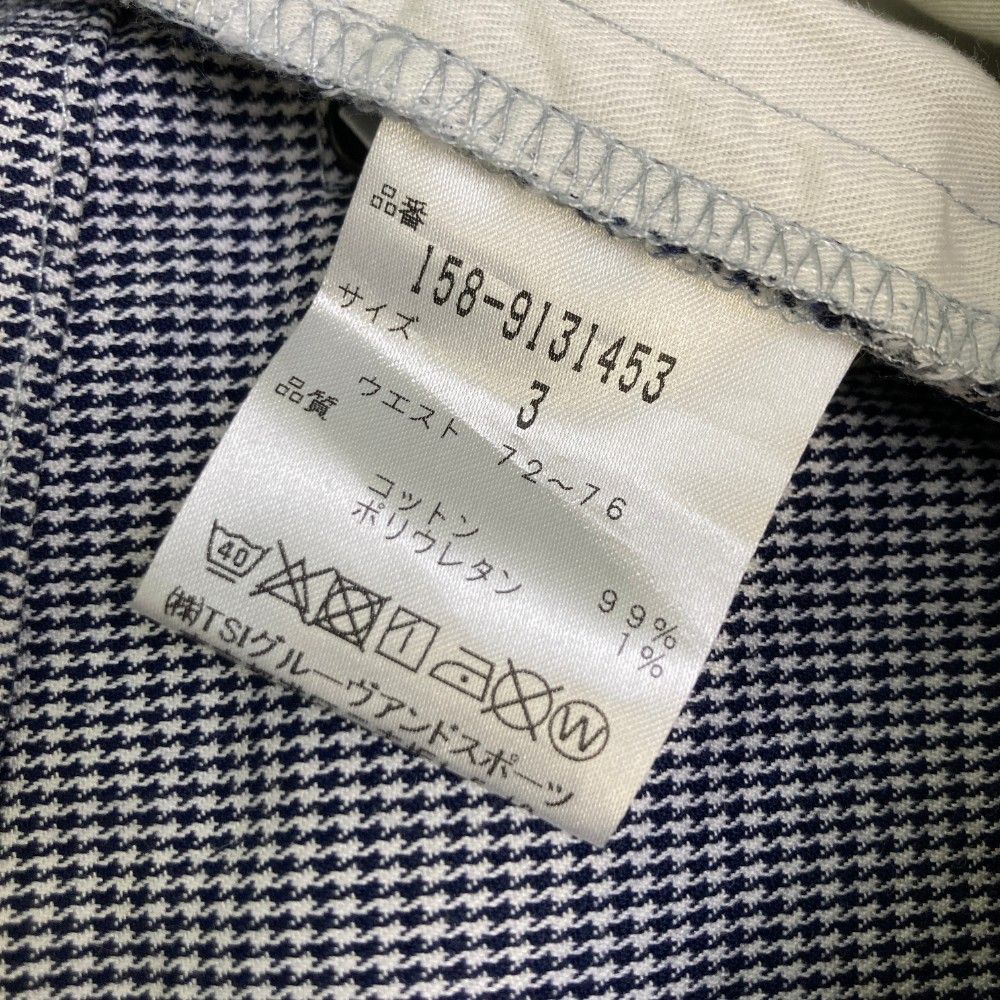 品番
158-9131453
サイズ 3
ウエスト 72〜76
品質
コットン 99%
ポリウレタン 1%
40
W
㈱TSIグルーヴアンドスポーツ